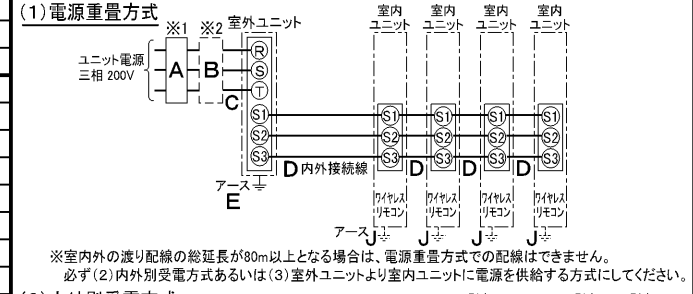 (1)電源重畳方式
※1 ※2 室外ユニット
室内 室内 室内 室内
ユニット ユニット ユニット ユニット
ユニット電源
三相 200V
A B C
R
S
T
S1 S1 S1 S1 S1
S2 S2 S2 S2 S2
S3 S3 S3 S3 S3
D 内外接続線 D D D
アース
E
ワイヤレス ワイヤレス ワイヤレス ワイヤレス
リモコン リモコン リモコン リモコン
アース J J J J
※室内外の渡り配線の総延長が80m以上となる場合は、電源重畳方式での配線はできません。
必ず(2)内外別受電方式あるいは(3)室外ユニットより室内ユニットに電源を供給する方式にしてください。